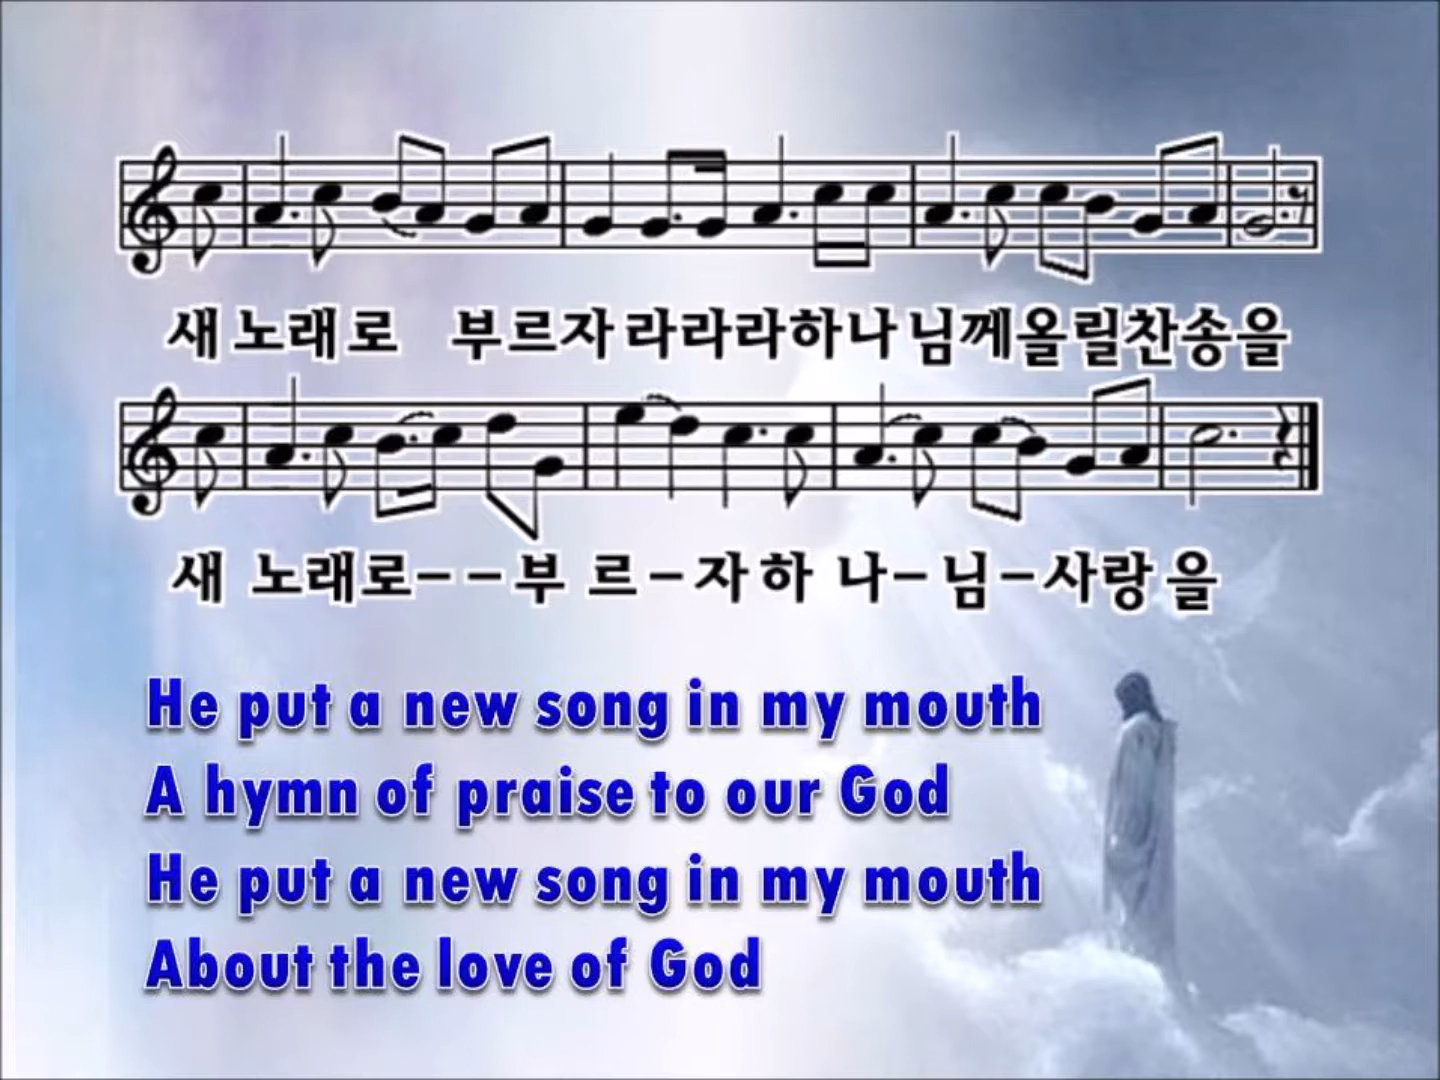 새 노래로 부르자 라라라하나님께올릴찬송을
새 노래로--부 르-자하 나-님-사랑을
He put a new song in my mouth
A hymn of praise to our God
He put a new song in my mouth
About the love of God